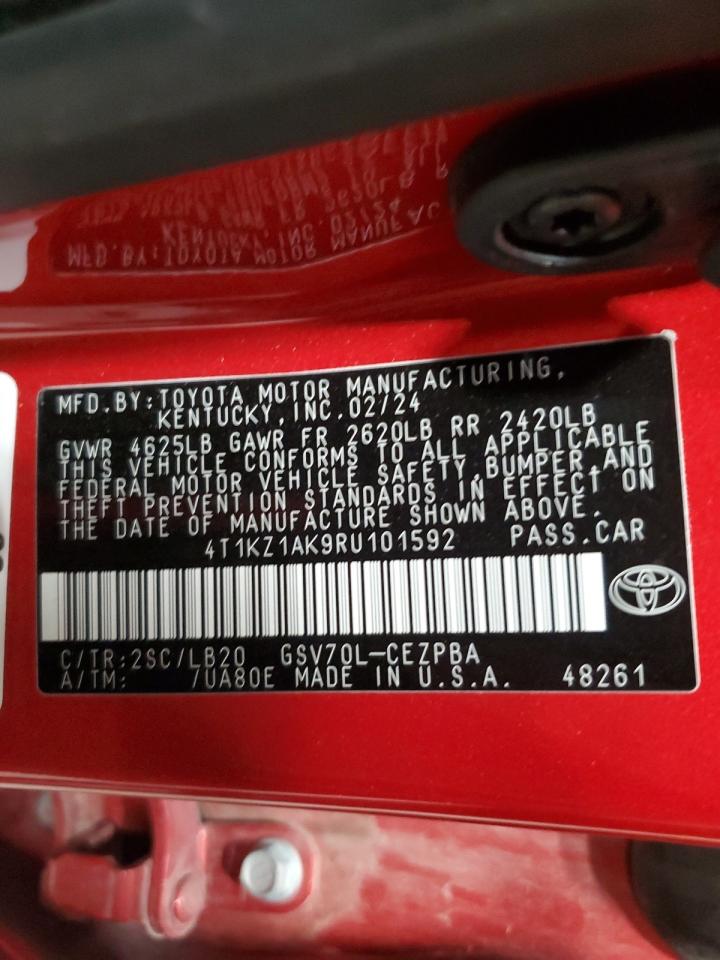 MFD.BY:TOYOTA MOTOR MANUFACTURING,
KENTUCKY, INC.02/24
GVWR 4625LB GAWR FR 2620LB RR 2420LB
THIS VEHICLE CONFORMS TO ALL APPLICABLE
FEDERAL MOTOR VEHICLE SAFETY,BUMPER,AND
THEFT PREVENTION STANDARDS IN EFFECT ON
THE DATE OF MANUFACTURE SHOWN ABOVE.
4T1KZ1AK9RU101592 PASS.CAR
C/TR:2SC/LB20 GSV70L-CEZPBA
A/TM: 7UA80E MADE IN U.S.A. 48261